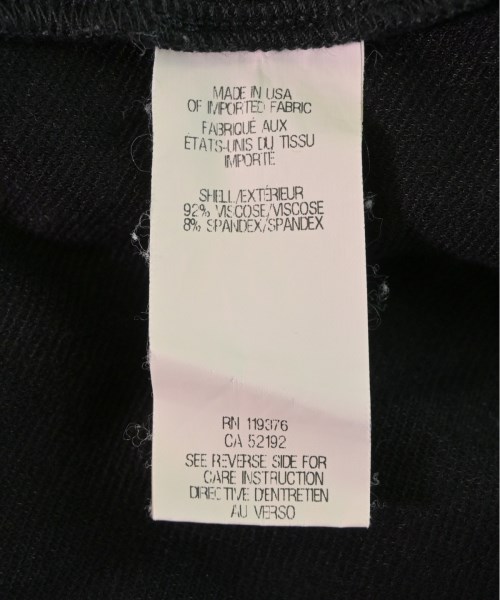 MADE IN USA
OF IMPORTED FABRIC
FABRIQUÉ AUX
ÉTATS-UNIS DU TISSU
IMPORTÉ
SHELL/EXTÉRIEUR
92% VISCOSE/VISCOSE
8% SPANDEX/SPANDEX
RN 119376
CA 52192
SEE REVERSE SIDE FOR
CARE INSTRUCTION
DIRECTIVE D'ENTRETIEN
AU VERSO